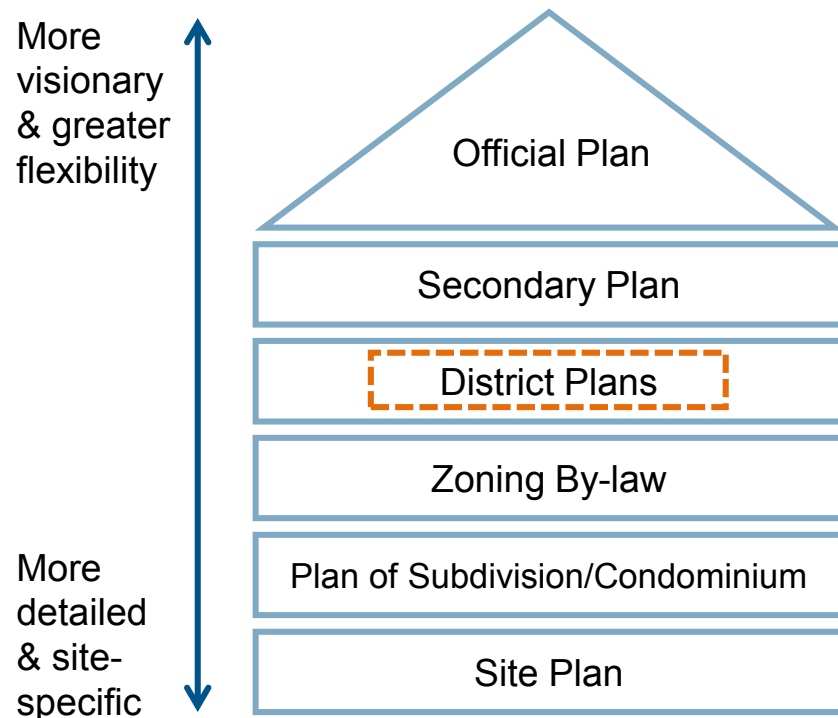 More
visionary
& greater
flexibility
Official Plan
Secondary Plan
District Plans
Zoning By-law
Plan of Subdivision/Condominium
Site Plan
More
detailed
& site-
specific